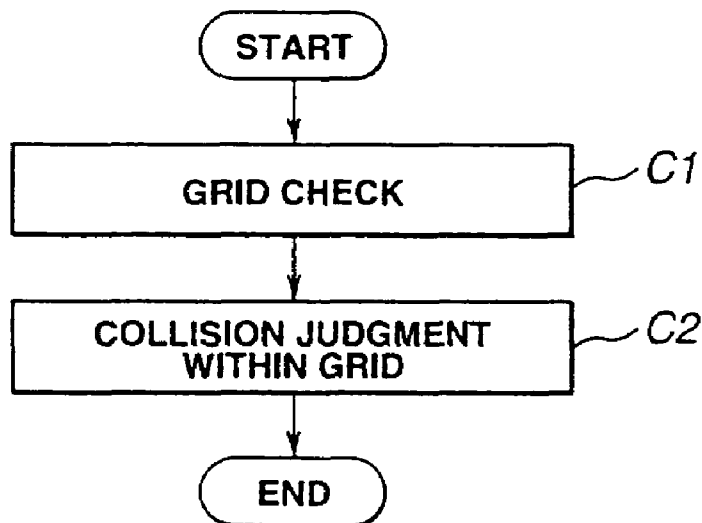 START
GRID CHECK
C1
COLLISION JUDGMENT
WITHIN GRID
C2
END